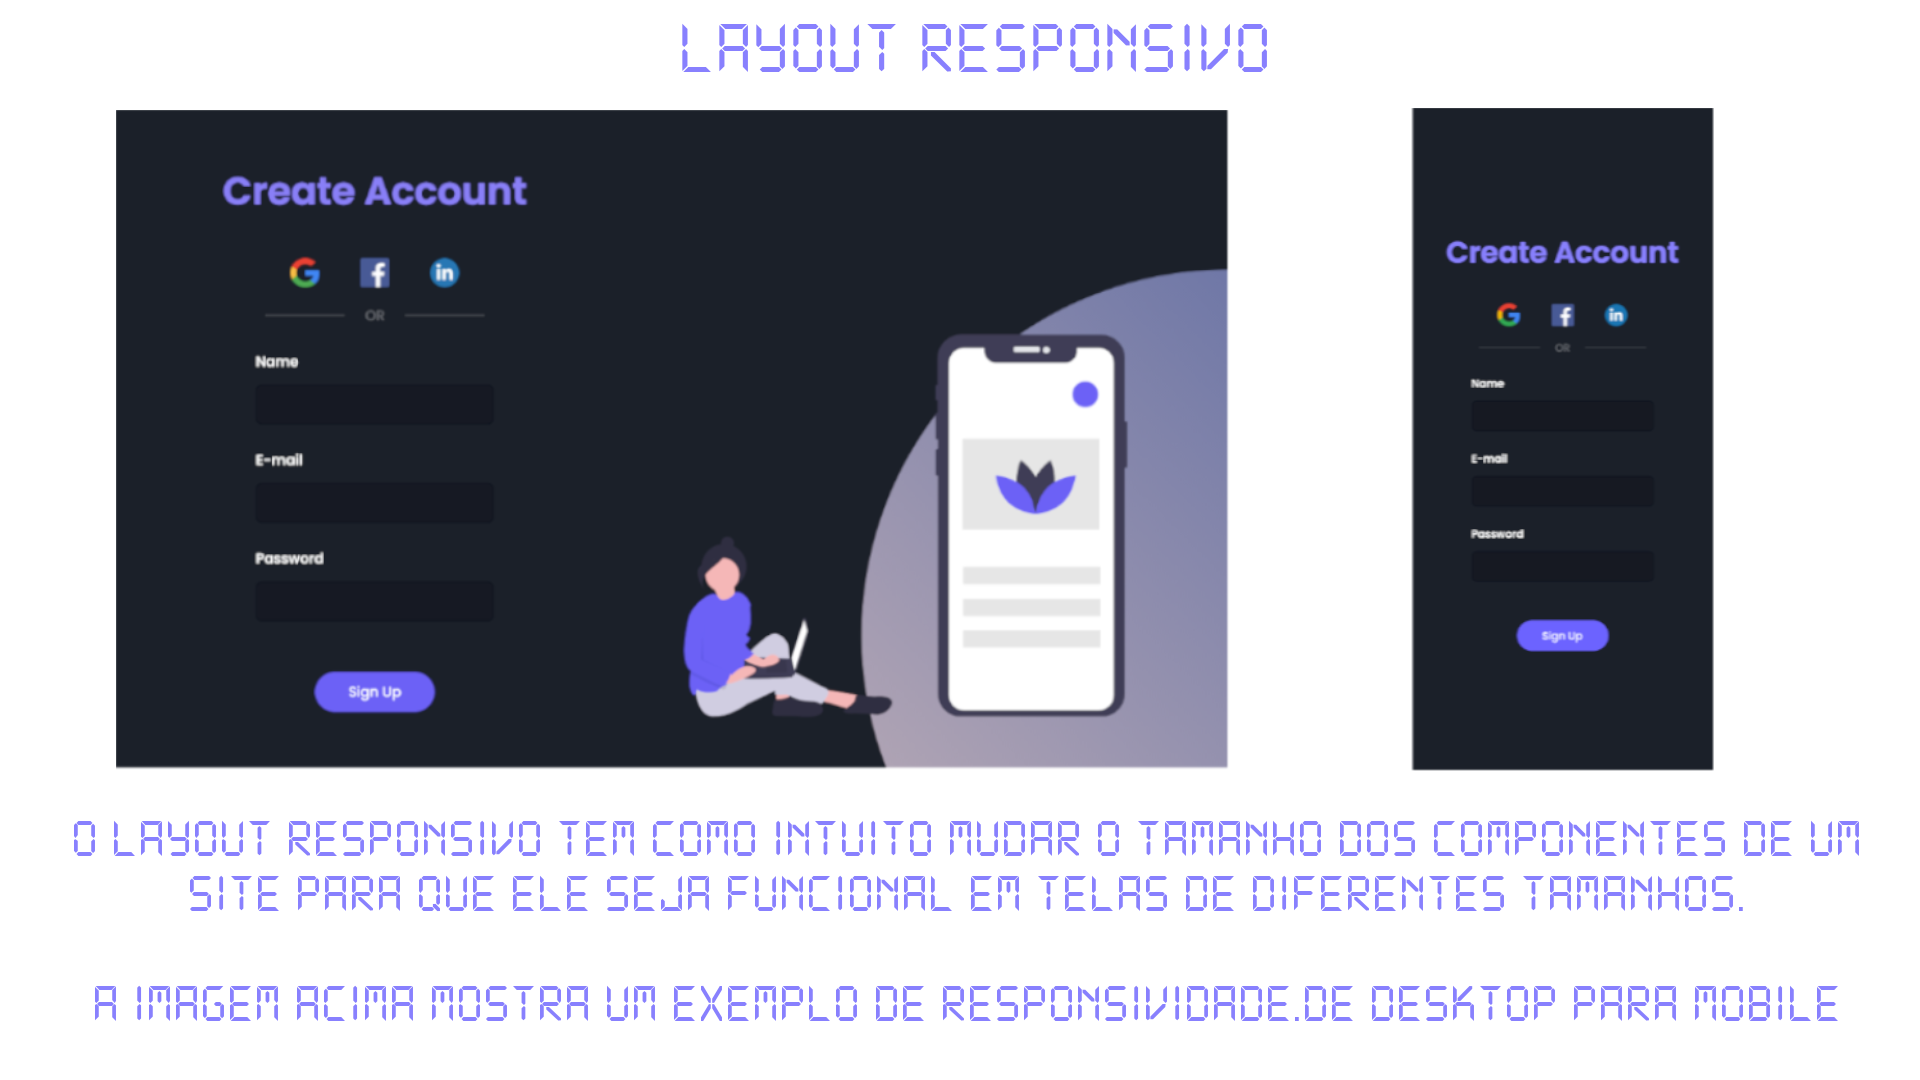 LAYOUT RESPONSIVO
Create Account
OR
Name
E-mail
Password
Sign Up
Create Account
OR
Name
E-mail
Password
Sign Up
O LAYOUT RESPONSIVO TEM COMO INTUITO MUDAR O TAMANHO DOS COMPONENTES DE UM
SITE PARA QUE ELE SEJA FUNCIONAL EM TELAS DE DIFERENTES TAMANHOS.
A IMAGEM ACIMA MOSTRA UM EXEMPLO DE RESPONSIVIDADE.DE DESKTOP PARA MOBILE